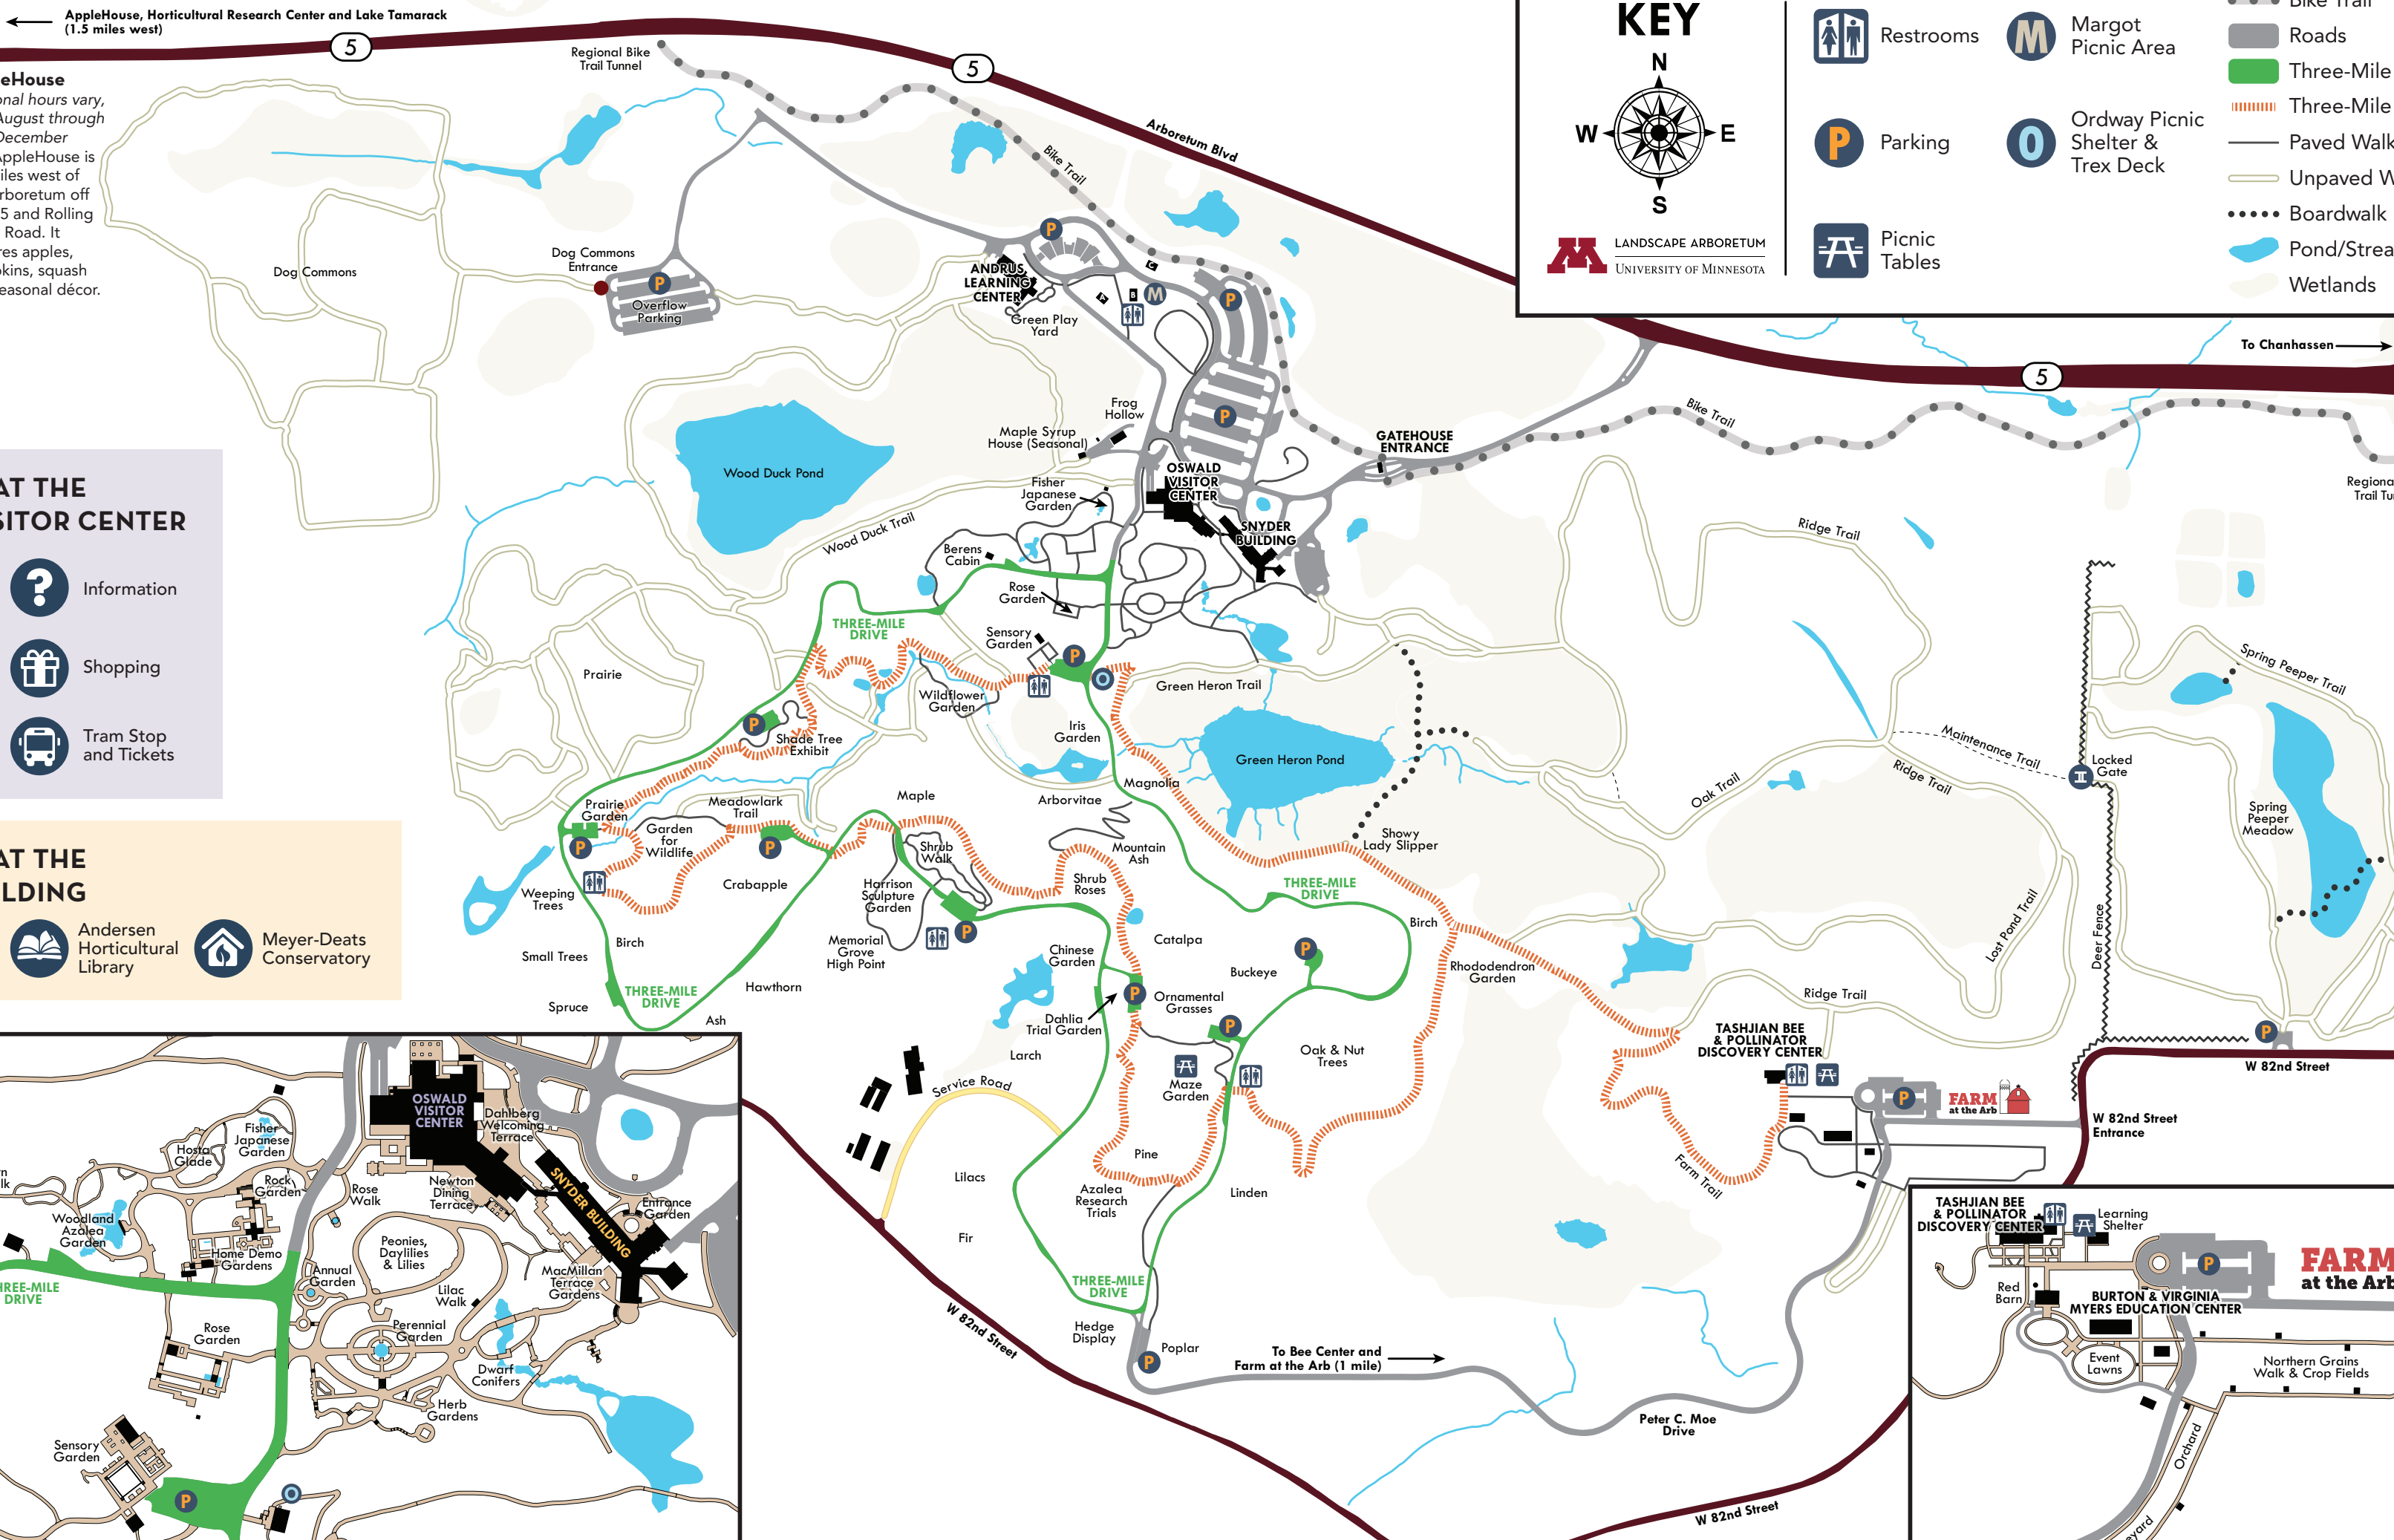 AppleHouse, Horticultural Research Center and Lake Tamarack
(1.5 miles west)
5
5
5
Regional Bike
Trail Tunnel
Arboretum Blvd
Bike Trail
eHouse
onal hours vary,
August through
December
AppleHouse is
iles west of
rboretum off
5 and Rolling
Road. It
res apples,
kins, squash
easonal décor.
KEY
N
W
E
S
LANDSCAPE ARBORETUM
UNIVERSITY OF MINNESOTA
Restrooms
P
Parking
Picnic
Tables
M
Margot
Picnic Area
O
Ordway Picnic
Shelter &
Trex Deck
Bike Trail
Roads
Three-Mile
Three-Mile
Paved Walk
Unpaved W
Boardwalk
Pond/Strea
Wetlands
To Chanhassen
Dog Commons
Dog Commons
Entrance
P
Overflow
Parking
P
ANDRUS
LEARNING
CENTER
Green Play
Yard
A
B
C
M
P
P
Frog
Hollow
Maple Syrup
House (Seasonal)
GATEHOUSE
ENTRANCE
Bike Trail
Regiona
Trail Tu
OSWALD
VISITOR
CENTER
SNYDER
BUILDING
Wood Duck Pond
Wood Duck Trail
Fisher
Japanese
Garden
Berens
Cabin
Rose
Garden
Sensory
Garden
P
O
THREE-MILE
DRIVE
Wildflower
Garden
Iris
Garden
Green Heron Trail
Green Heron Pond
Ridge Trail
Spring Peeper Trail
Maintenance Trail
Locked
Gate
Oak Trail
Ridge Trail
Spring
Peeper
Meadow
Prairie
P
Shade Tree
Exhibit
Prairie
Garden
P
Meadowlark
Trail
P
Garden
for
Wildlife
Maple
Arborvitae
Magnolia
Mountain
Ash
Showy
Lady Slipper
Shrub
Walk
Shrub
Roses
Crabapple
Weeping
Trees
Harrison
Sculpture
Garden
P
Memorial
Grove
High Point
THREE-MILE
DRIVE
Birch
Lost Pond Trail
Deer Fence
Birch
Small Trees
Spruce
THREE-MILE
DRIVE
Hawthorn
Ash
Chinese
Garden
Catalpa
Buckeye
P
P
Ornamental
Grasses
Dahlia
Trial Garden
P
Rhododendron
Garden
Ridge Trail
Larch
Oak & Nut
Trees
Maze
Garden
Service Road
TASHJIAN BEE
& POLLINATOR
DISCOVERY CENTER
P
FARM
at the Arb
P
W 82nd Street
W 82nd Street
Entrance
Farm Trail
Pine
Lilacs
Azalea
Research
Trials
Linden
Fir
THREE-MILE
DRIVE
Hedge
Display
P
Poplar
To Bee Center and
Farm at the Arb (1 mile)
Peter C. Moe
Drive
W 82nd Street
W 82nd Street
AT THE
SITOR CENTER
?
Information
Shopping
Tram Stop
and Tickets
AT THE
ILDING
Andersen
Horticultural
Library
Meyer-Deats
Conservatory
OSWALD
VISITOR
CENTER
Dahlberg
Welcoming
Terrace
SNYDER BUILDING
Fisher
Japanese
Garden
Hosta
Glade
rn
lk
Rock
Garden
Rose
Walk
Newton
Dining
Terrace
Entrance
Garden
Woodland
Azalea
Garden
Home Demo
Gardens
Peonies,
Daylilies
& Lilies
Annual
Garden
MacMillan
Terrace
Gardens
Lilac
Walk
HREE-MILE
DRIVE
Rose
Garden
Perennial
Garden
Dwarf
Conifers
Herb
Gardens
Sensory
Garden
P
O
TASHJIAN BEE
& POLLINATOR
DISCOVERY CENTER
Learning
Shelter
P
FARM
at the Arb
Red
Barn
BURTON & VIRGINIA
MYERS EDUCATION CENTER
Event
Lawns
Northern Grains
Walk & Crop Fields
Orchard
eyard